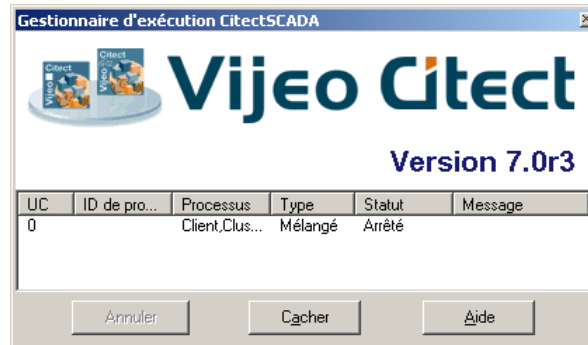 Gestionnaire d'exécution CitectSCADA
Citect
Citect
Vijeo Citect
Version 7.0r3
UC ID de pro... Processus Type Statut Message
0 Client,Clus... Mélangé Arrêté
Annuler Cacher Aide